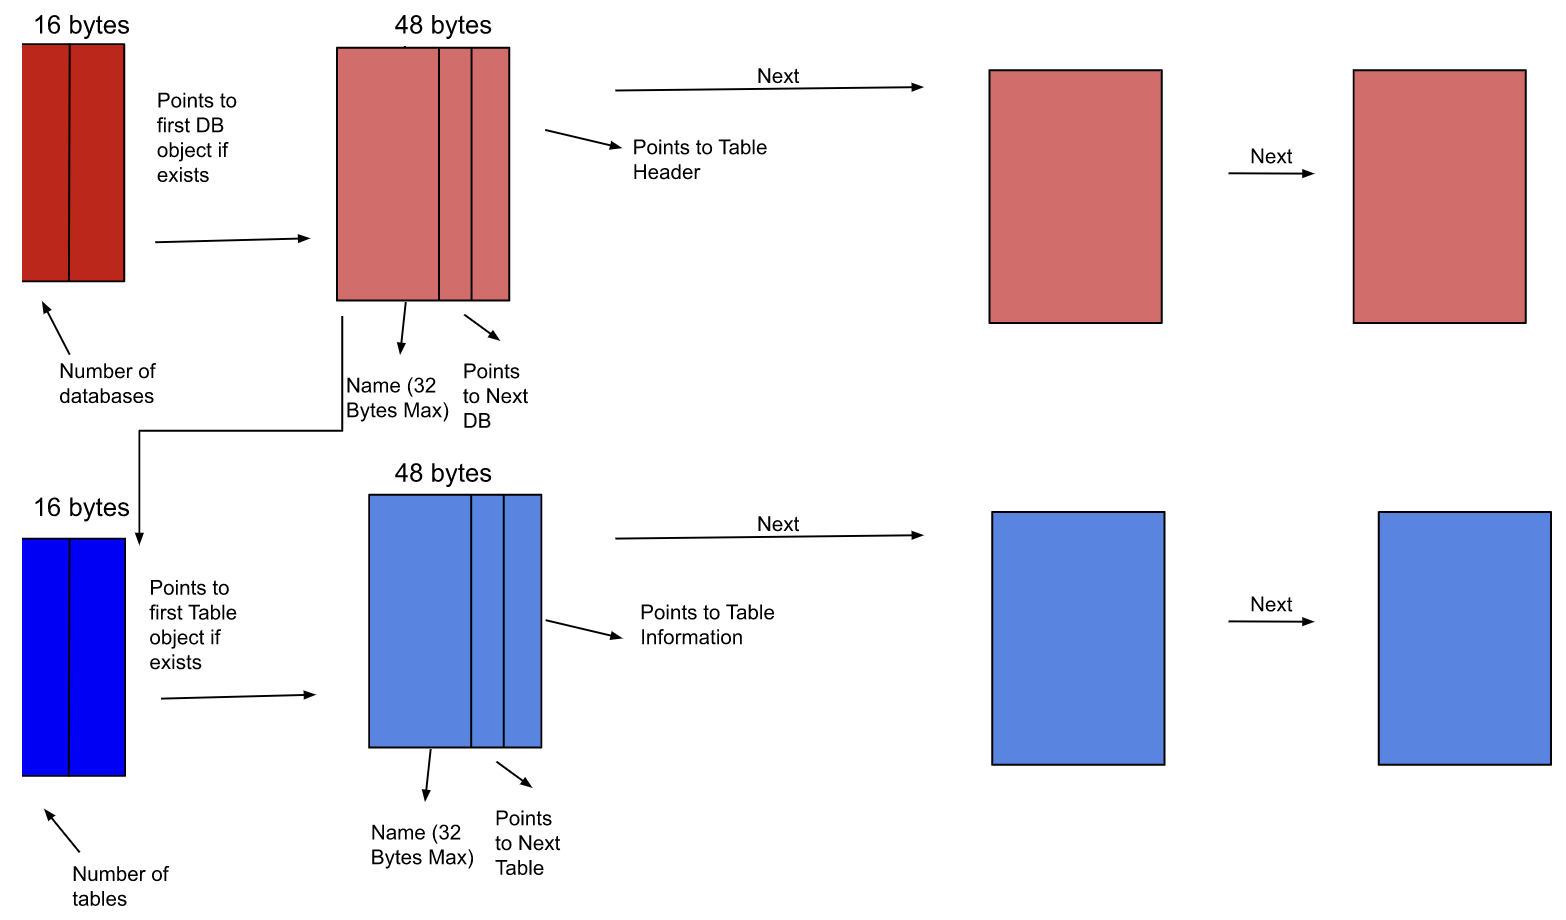 16 bytes
48 bytes
Points to
first DB
object if
exists
Next
Points to Table
Header
Next
Number of
databases
Name (32
Bytes Max)
Points
to Next
DB
16 bytes
48 bytes
Points to
first Table
object if
exists
Next
Points to Table
Information
Next
Name (32
Bytes Max)
Points
to Next
Table
Number of
tables